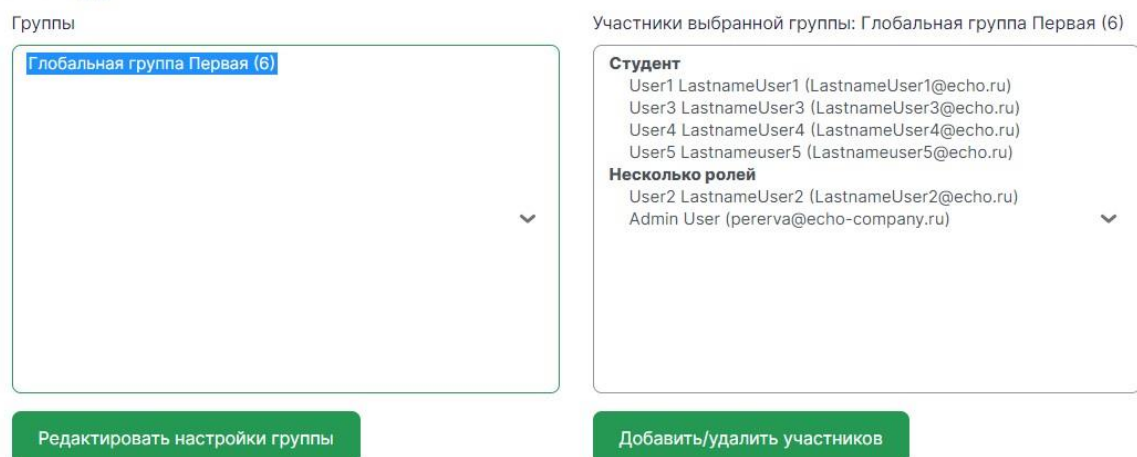 Группы
Глобальная группа Первая (6)
Редактировать настройки группы
Участники выбранной группы: Глобальная группа Первая (6)
Студент
User1 LastnameUser1 (LastnameUser1@echo.ru)
User3 LastnameUser3 (LastnameUser3@echo.ru)
User4 LastnameUser4 (LastnameUser4@echo.ru)
User5 Lastnameuser5 (Lastnameuser5@echo.ru)
Несколько ролей
User2 LastnameUser2 (LastnameUser2@echo.ru)
Admin User (pererva@echo-company.ru)
Добавить/удалить участников